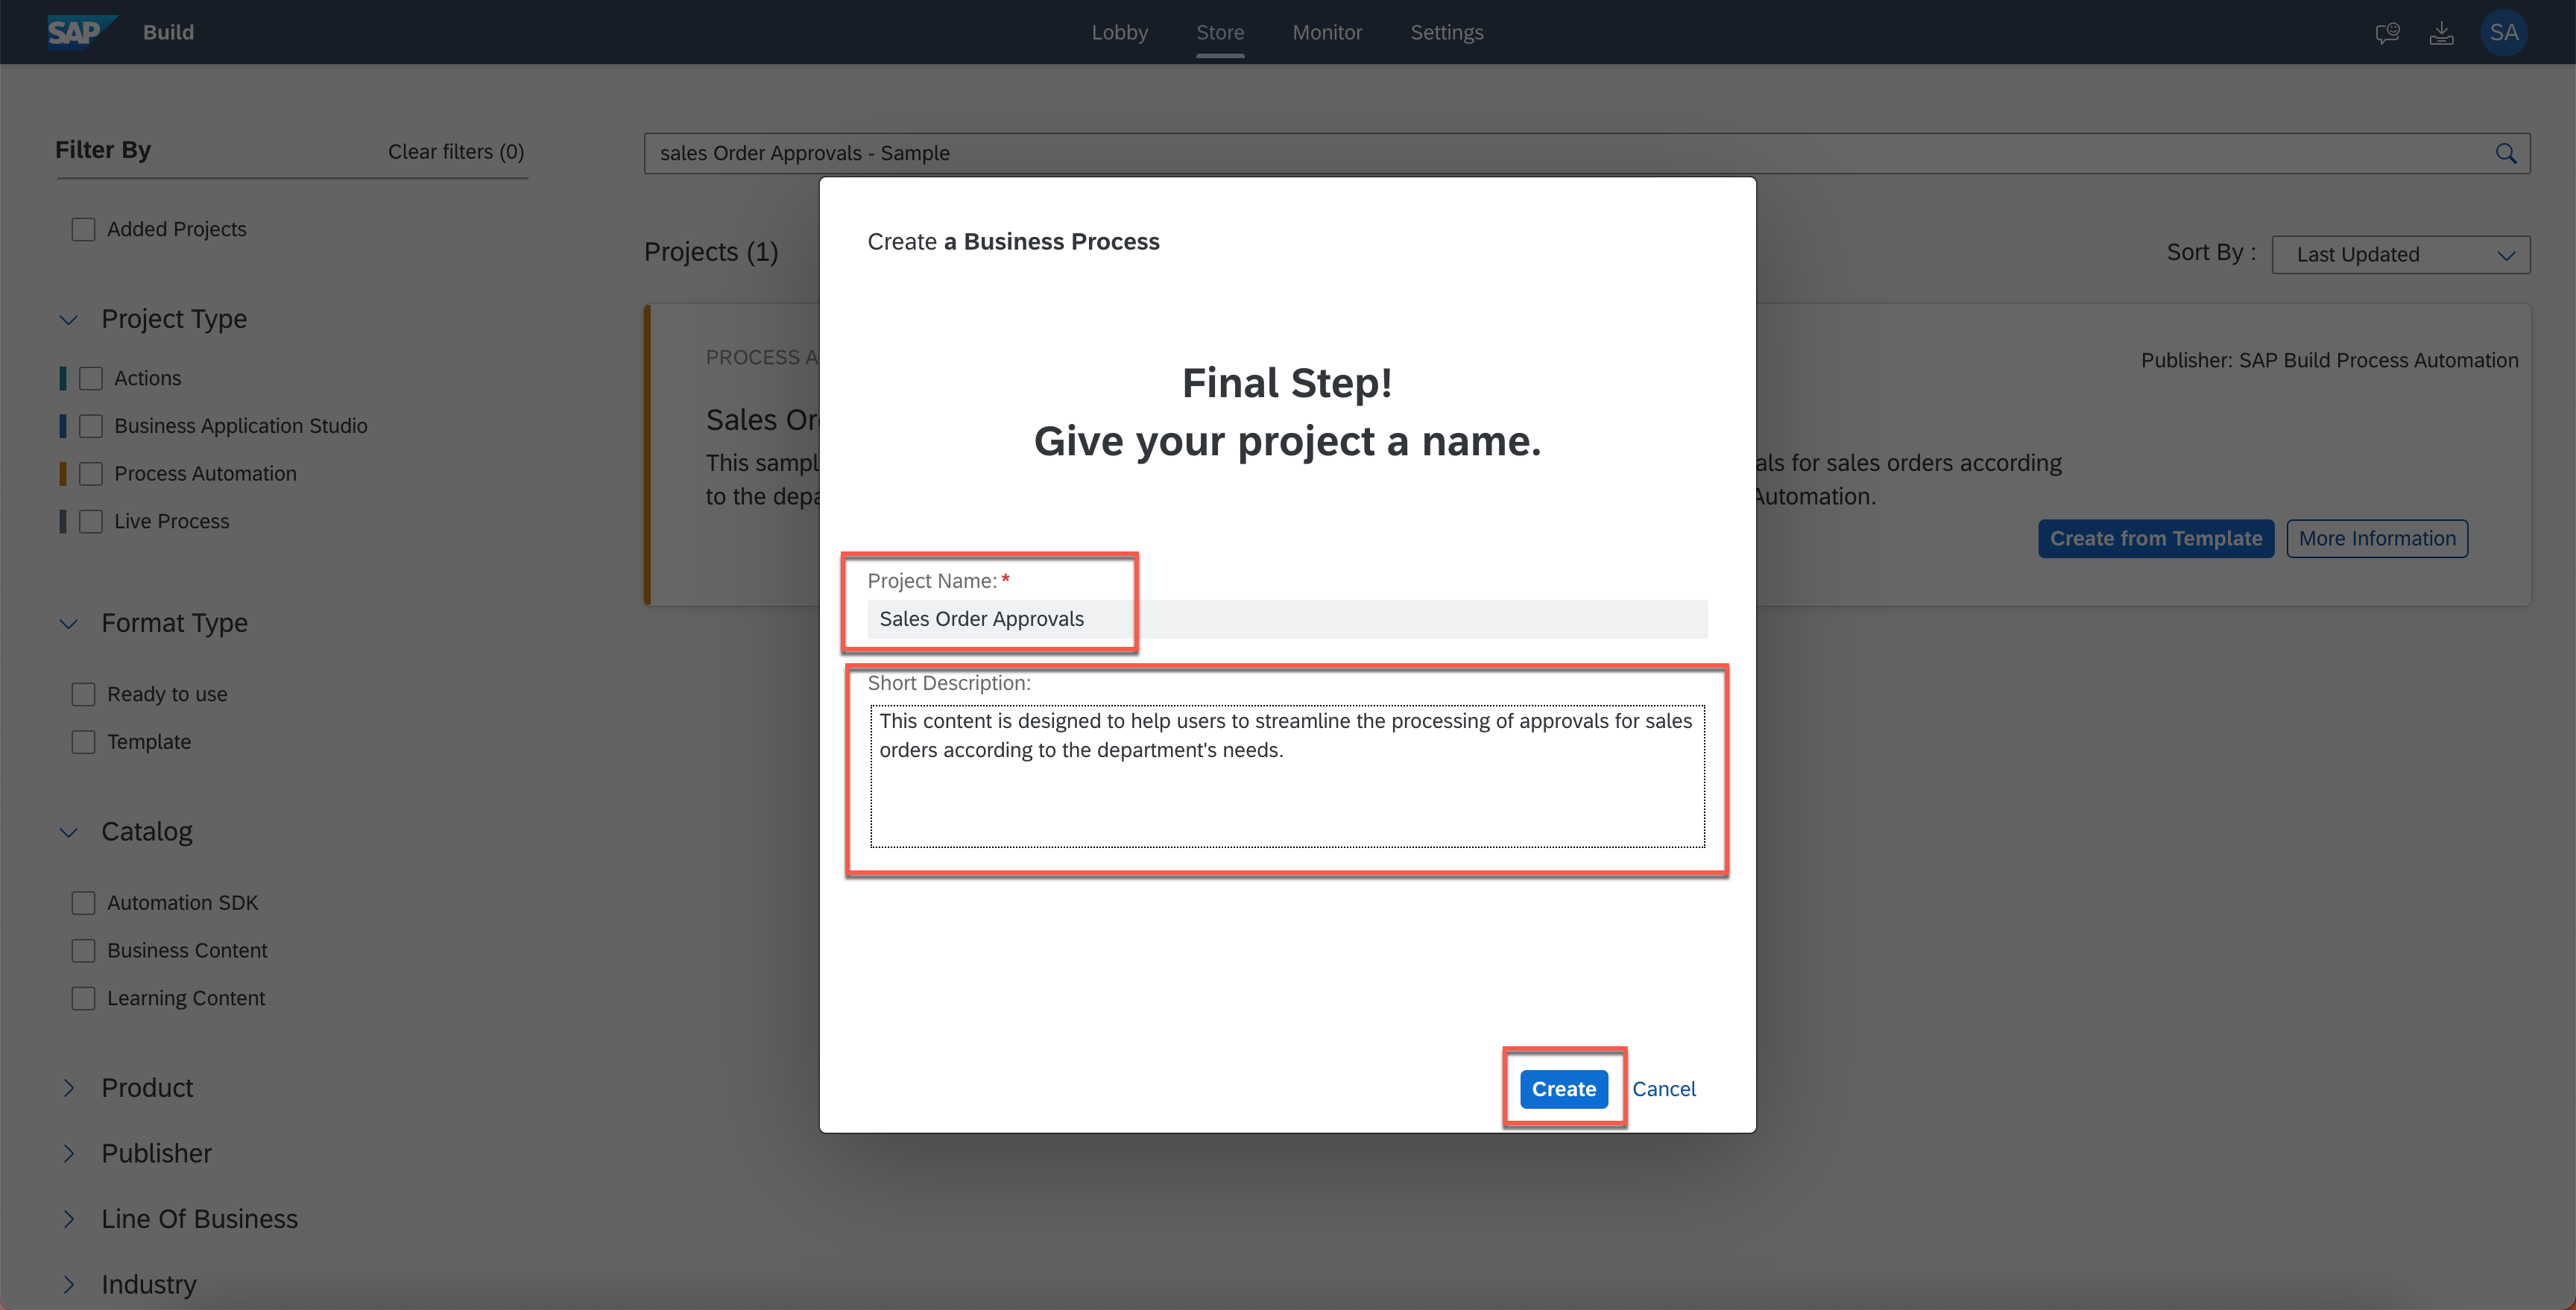 SAP Build Lobby Store Monitor Settings SA
Filter By Clear filters (0)
sales Order Approvals - Sample
Added Projects
Projects (1)
Sort By : Last Updated
Project Type
Actions
Business Application Studio
Process Automation
Live Process
PROCESS A
Publisher: SAP Build Process Automation
Sales Or
This sampl
als for sales orders according
to the depa
Automation.
Create from Template More Information
Format Type
Ready to use
Template
Catalog
Automation SDK
Business Content
Learning Content
Product
Publisher
Line Of Business
Industry
Create a Business Process
Final Step!
Give your project a name.
Project Name: *
Sales Order Approvals
Short Description:
This content is designed to help users to streamline the processing of approvals for sales
orders according to the department's needs.
Create Cancel